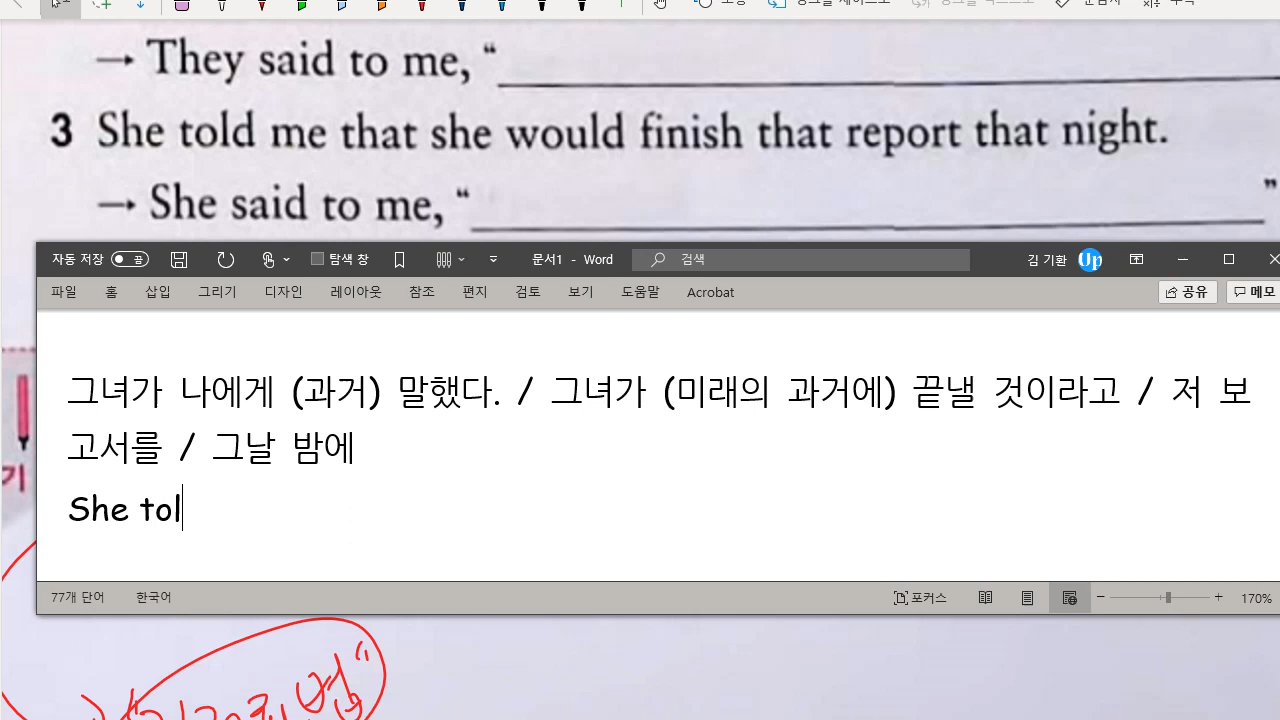 → They said to me, “
3 She told me that she would finish that report that night.
→ She said to me, “ ”
자동 저장 탐색 창 문서1 - Word 검색 김 기환 Up
파일 홈 삽입 그리기 디자인 레이아웃 참조 편지 검토 보기 도움말 Acrobat 공유 메모
그녀가 나에게 (과거) 말했다. / 그녀가 (미래의 과거에) 끝낼 것이라고 / 저 보
고서를 / 그날 밤에
기
She tol
77개 단어 한국어 포커스 170%